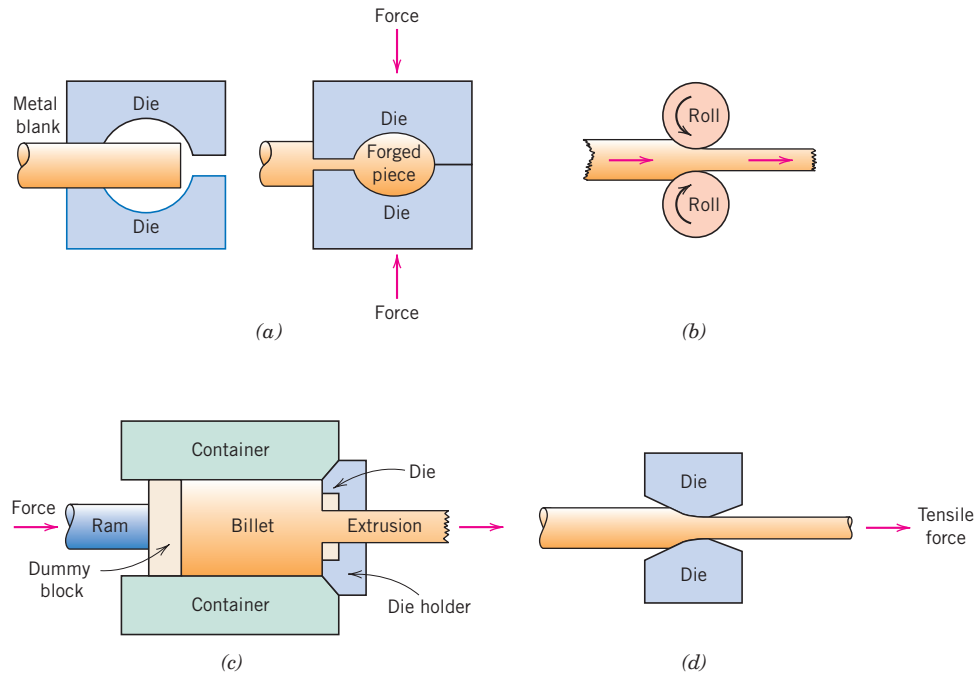 Force
Metal
blank
Die
Die
Die
Forged
piece
Die
Force
(a)
Roll
Roll
(b)
Container
Die
Force
Ram
Billet
Extrusion
Dummy
block
Container
Die holder
(c)
Die
Tensile
force
Die
(d)